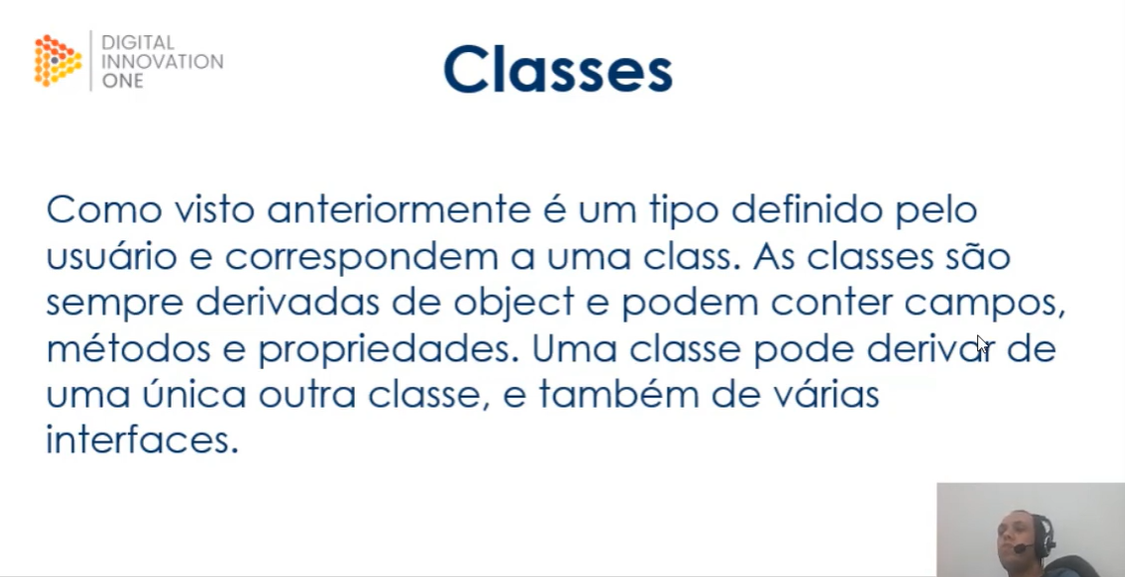 DIGITAL
INNOVATION
ONE
Classes
Como visto anteriormente é um tipo definido pelo
usuário e correspondem a uma class. As classes são
sempre derivadas de object e podem conter campos,
métodos e propriedades. Uma classe pode derivar de
uma única outra classe, e também de várias
interfaces.